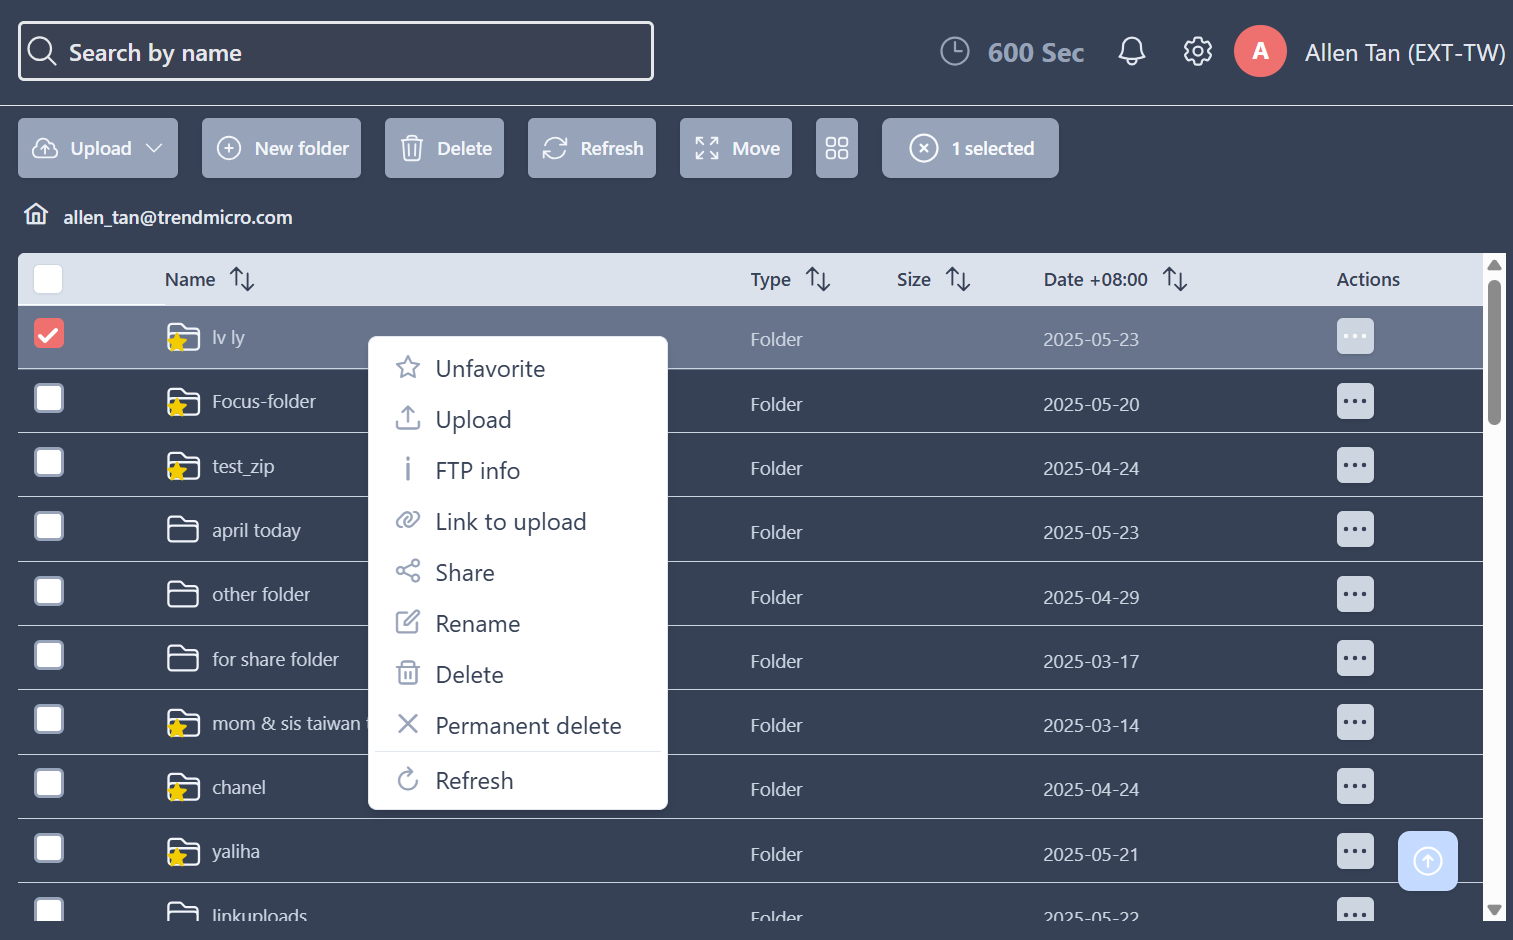 Search by name
600 Sec
A
Allen Tan (EXT-TW)
Upload
New folder
Delete
Refresh
Move
1 selected
allen_tan@trendmicro.com
Name
Type
Size
Date +08:00
Actions
lv ly
Folder
2025-05-23
Focus-folder
Folder
2025-05-20
test_zip
Folder
2025-04-24
april today
Folder
2025-05-23
other folder
Folder
2025-04-29
for share folder
Folder
2025-03-17
mom & sis taiwan
Folder
2025-03-14
chanel
Folder
2025-04-24
yaliha
Folder
2025-05-21
linkuploads
Folder
2025-05-22
Unfavorite
Upload
FTP info
Link to upload
Share
Rename
Delete
Permanent delete
Refresh